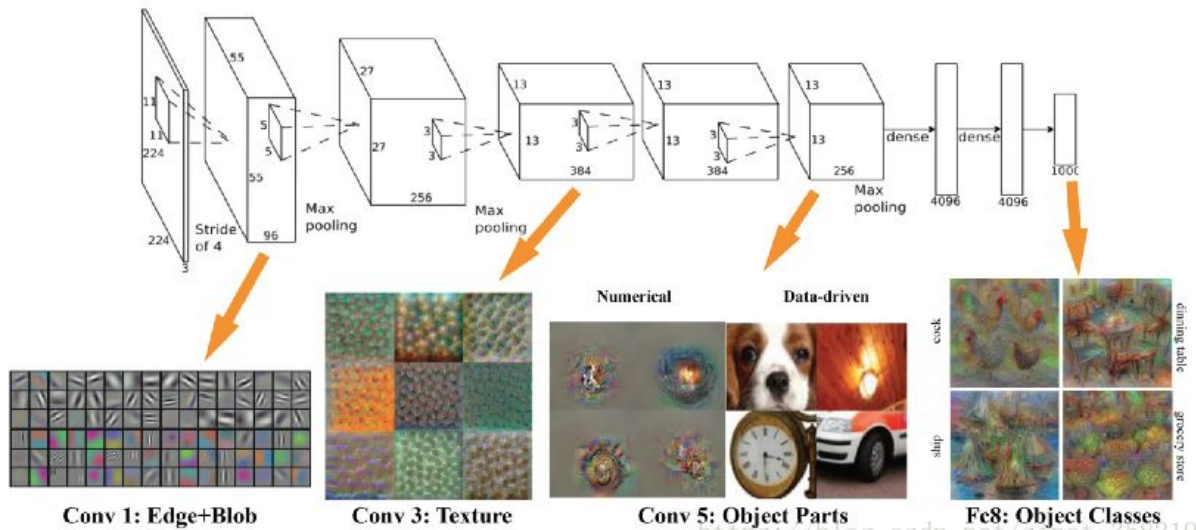 55
27
13
13
13
11
5
3
3
3
11
5
27
3
13
3
13
3
13
224
55
384
384
256
dense
dense
1000
Max
pooling
4096
4096
256
Max
pooling
Max
pooling
Stride
of 4
96
224
3
Numerical
Data-driven
cock
dinning table
ship
grocery store
Conv 1: Edge+Blob
Conv 3: Texture
Conv 5: Object Parts
Fc8: Object Classes